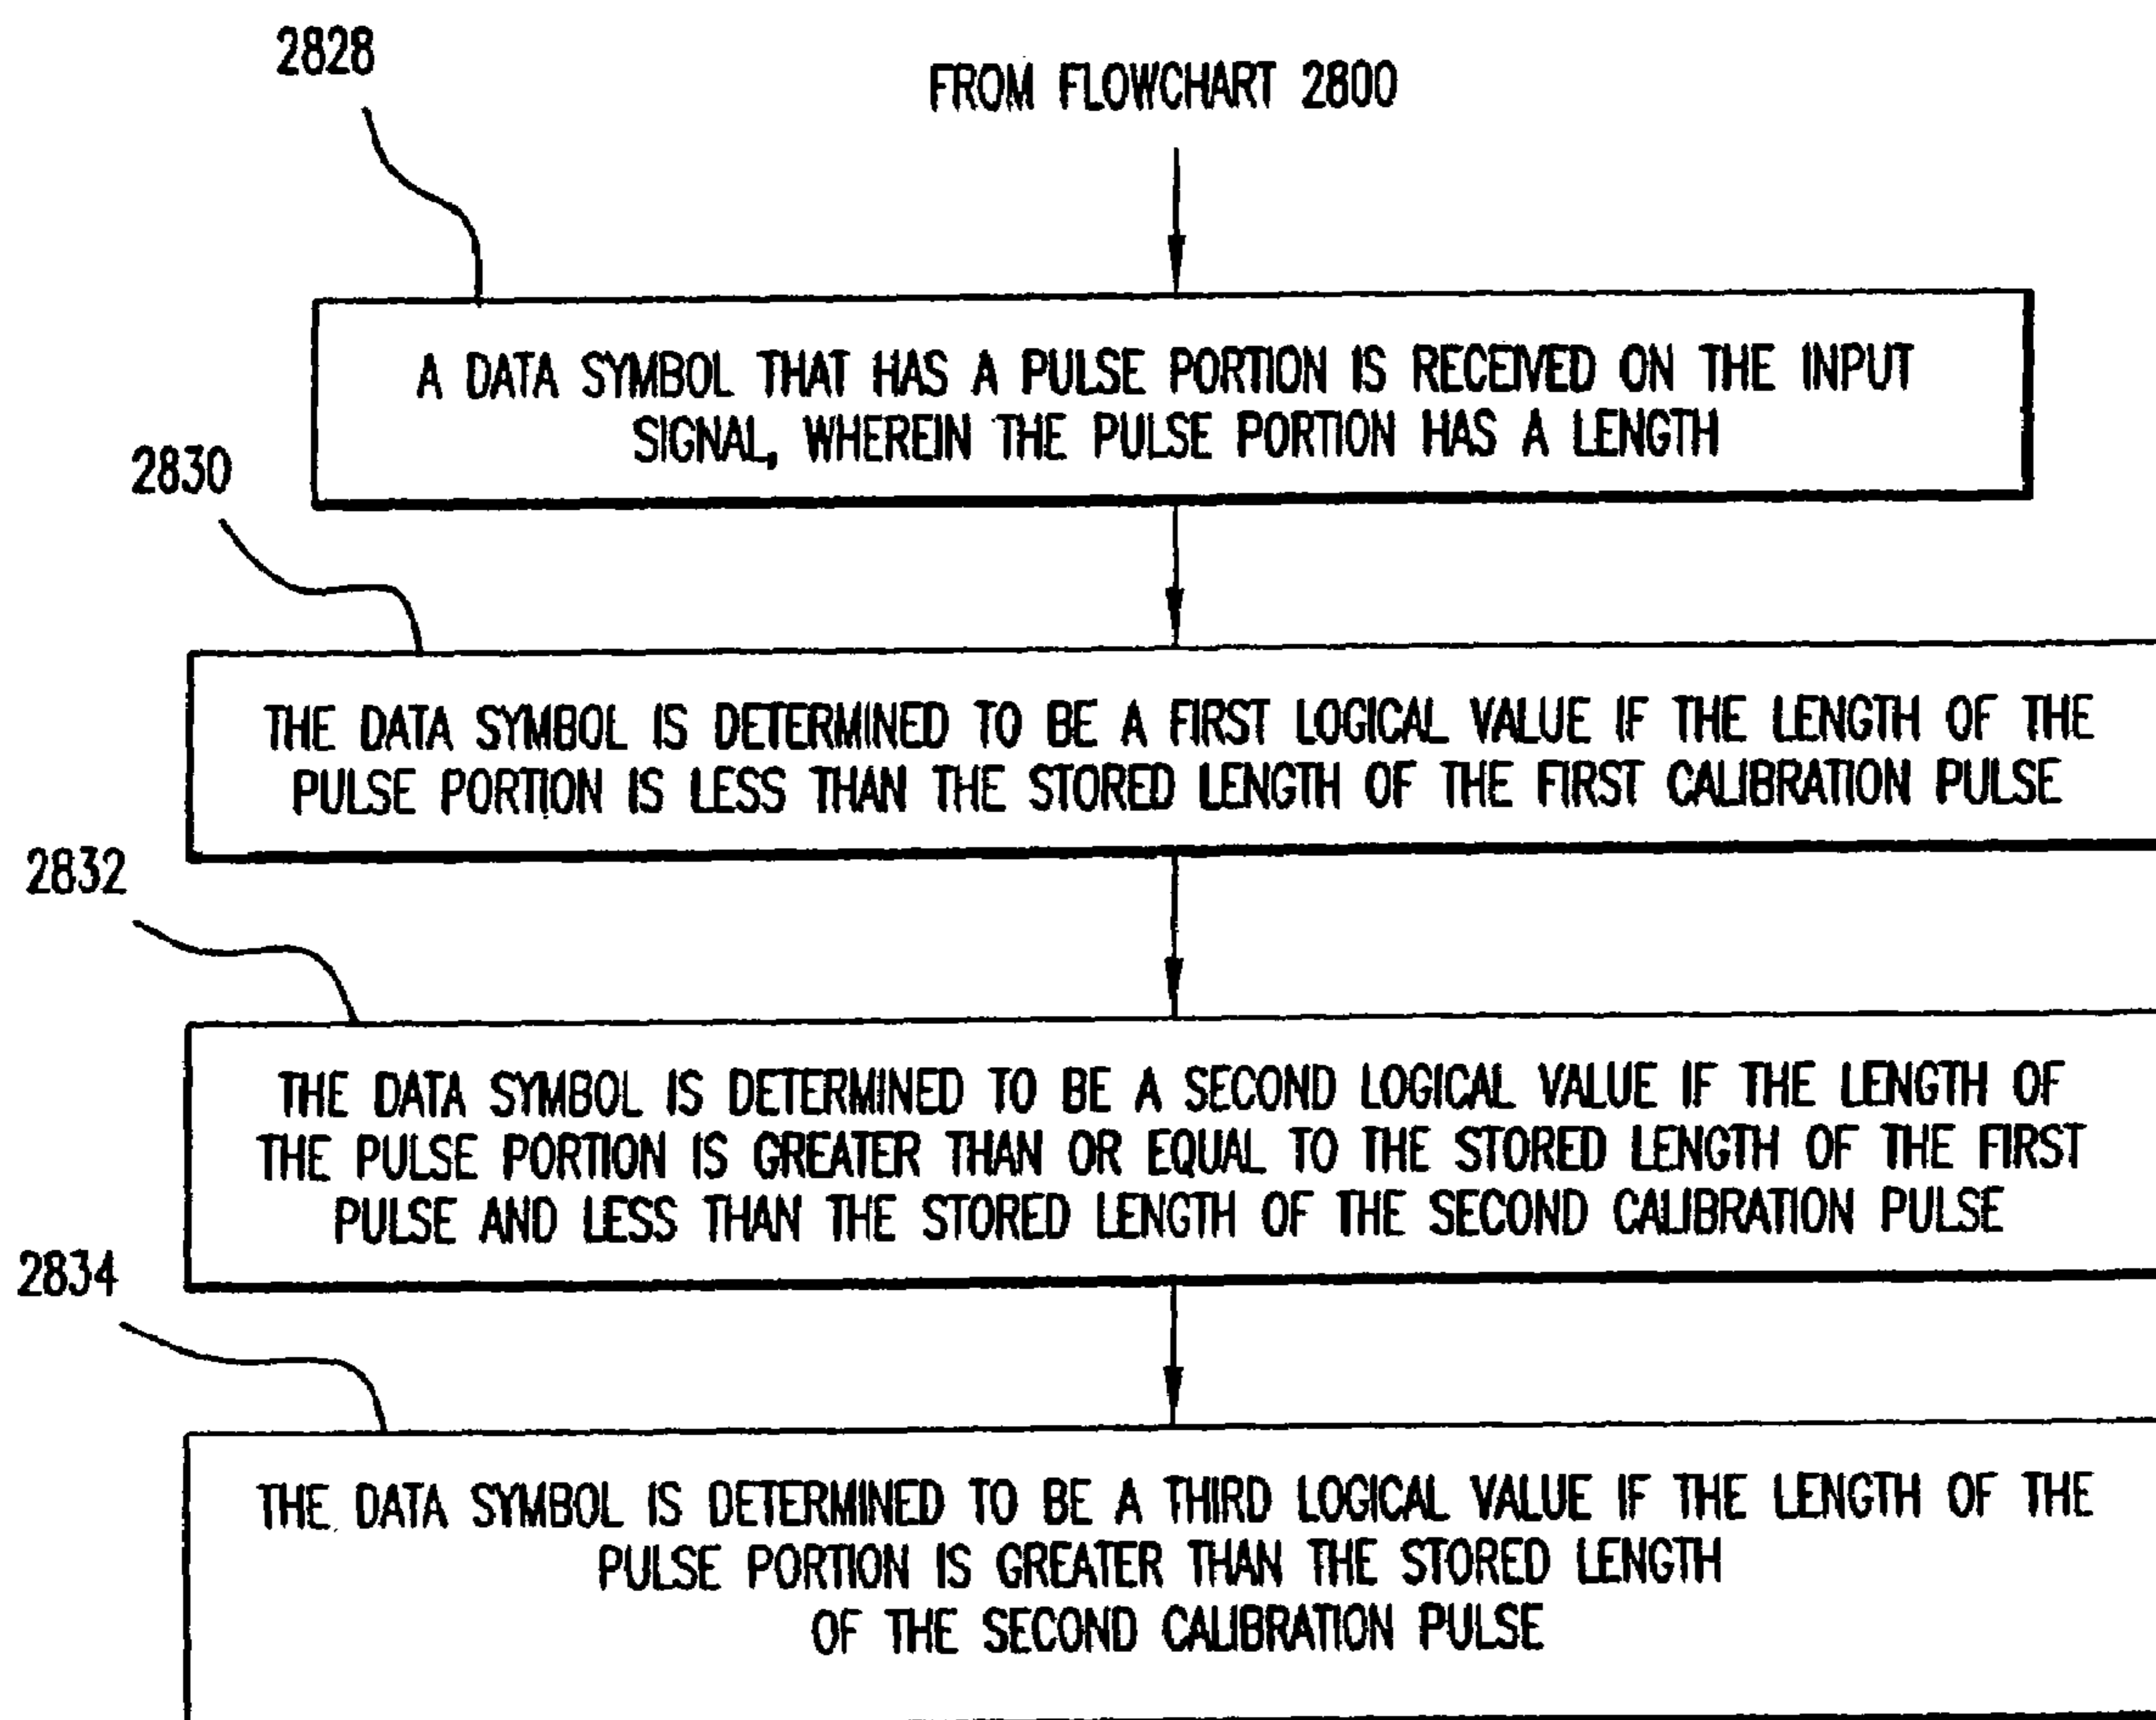 2828
FROM FLOWCHART 2800
A DATA SYMBOL THAT HAS A PULSE PORTION IS RECEIVED ON THE INPUT
SIGNAL, WHEREIN THE PULSE PORTION HAS A LENGTH
2830
THE DATA SYMBOL IS DETERMINED TO BE A FIRST LOGICAL VALUE IF THE LENGTH OF THE
PULSE PORTION IS LESS THAN THE STORED LENGTH OF THE FIRST CALIBRATION PULSE
2832
THE DATA SYMBOL IS DETERMINED TO BE A SECOND LOGICAL VALUE IF THE LENGTH OF
THE PULSE PORTION IS GREATER THAN OR EQUAL TO THE STORED LENGTH OF THE FIRST
PULSE AND LESS THAN THE STORED LENGTH OF THE SECOND CALIBRATION PULSE
2834
THE DATA SYMBOL IS DETERMINED TO BE A THIRD LOGICAL VALUE IF THE LENGTH OF THE
PULSE PORTION IS GREATER THAN THE STORED LENGTH
OF THE SECOND CALIBRATION PULSE